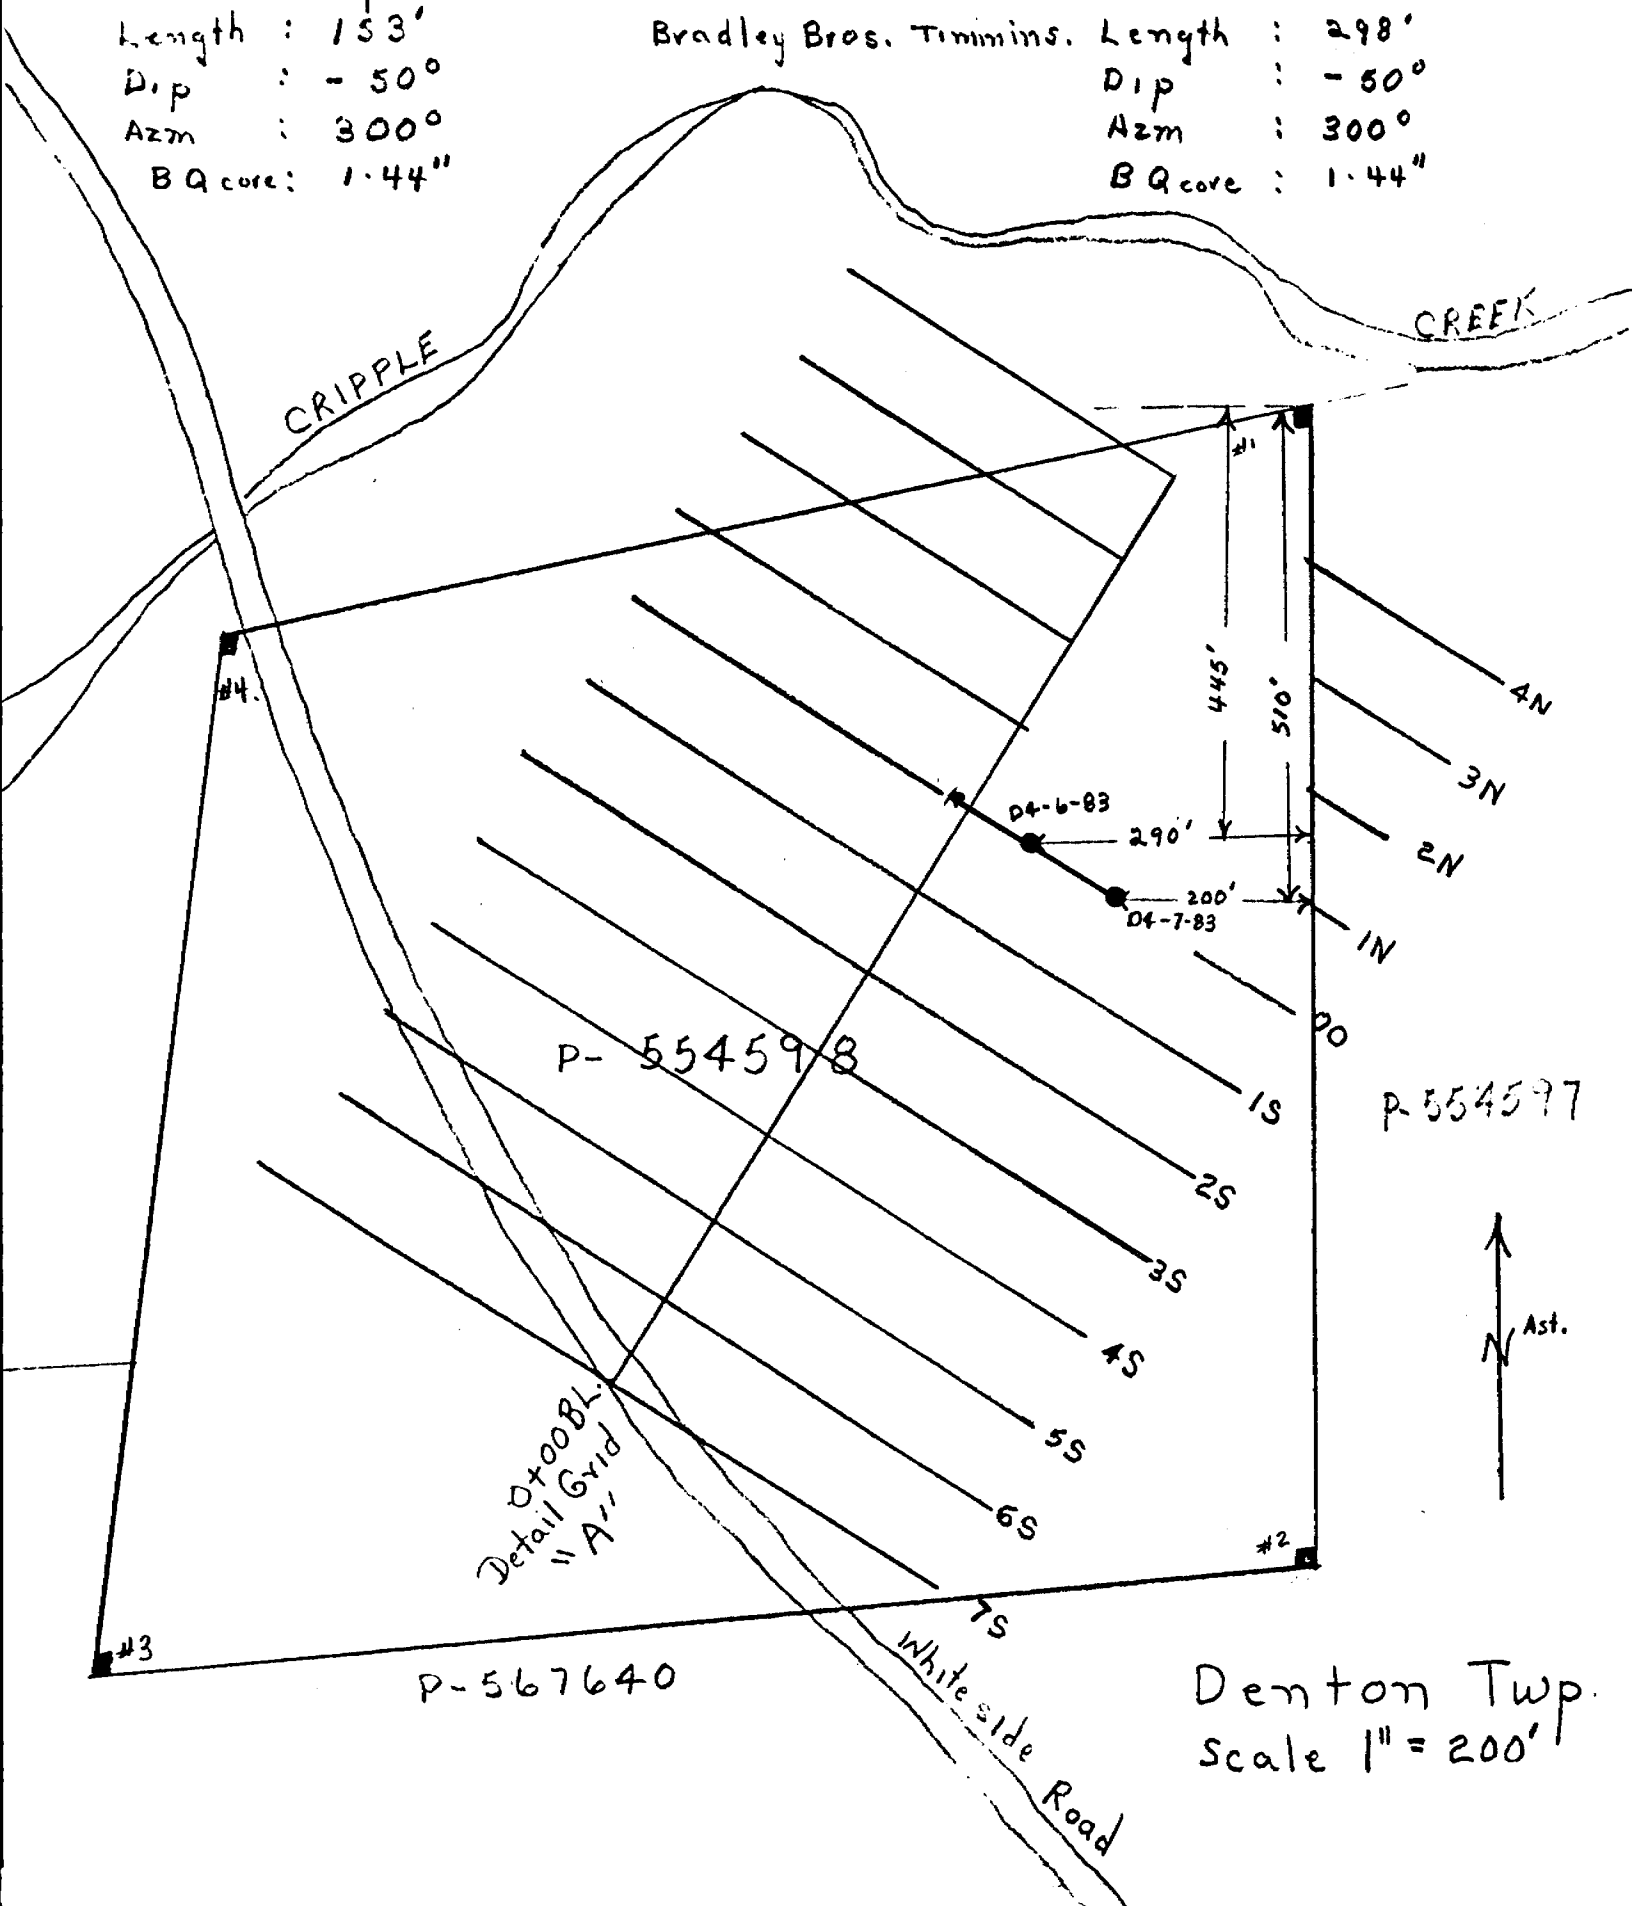 Length : 153'
Dip : - 50°
Azm : 300°
BQ core: 1.44"
Bradley Bros. Timmins.
Length : 298'
Dip : - 50°
Azm : 300°
BQ core : 1.44"
CRIPPLE
CREEK
#1
#4.
445'
510'
4N
3N
D4-6-83
290'
2N
200'
D4-7-83
1N
00
P- 554598
P-554597
1S
2S
3S
N Ast.
4S
0+00BL.
Detail Grid
"A"
5S
6S
#2
7S
#3
P-567640
Whiteside Road
Denton Twp.
Scale 1" = 200'